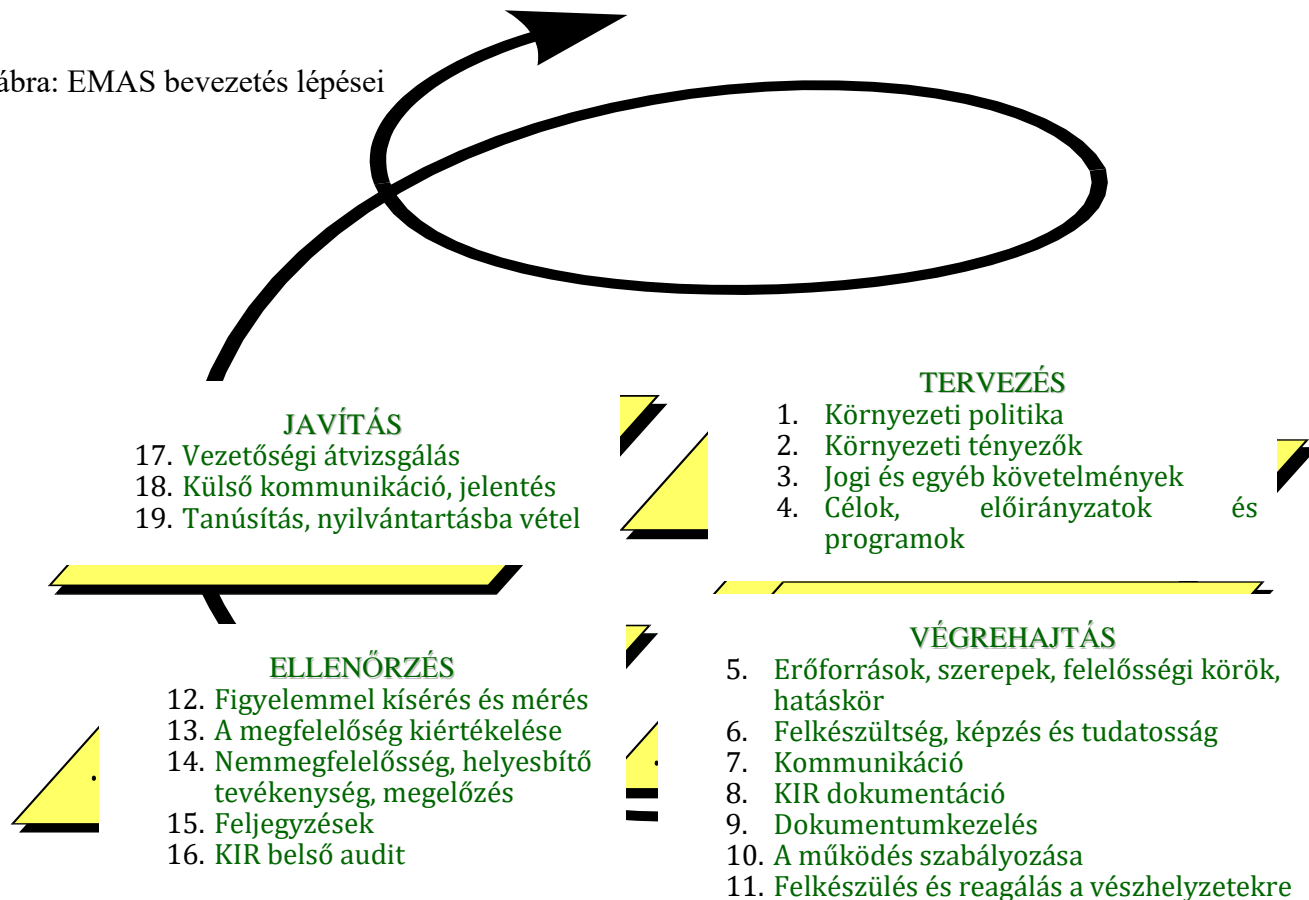 ábra: EMAS bevezetés lépései
JAVÍTÁS
17. Vezetőségi átvizsgálás
18. Külső kommunikáció, jelentés
19. Tanúsítás, nyilvántartásba vétel
TERVEZÉS
1. Környezeti politika
2. Környezeti tényezők
3. Jogi és egyéb követelmények
4. Célok, előirányzatok és
programok
ELLENŐRZÉS
12. Figyelemmel kísérés és mérés
13. A megfelelőség kiértékelése
14. Nemmegfelelősség, helyesbítő
tevékenység, megelőzés
15. Feljegyzések
16. KIR belső audit
VÉGREHAJTÁS
5. Erőforrások, szerepek, felelősségi körök,
hatáskör
6. Felkészültség, képzés és tudatosság
7. Kommunikáció
8. KIR dokumentáció
9. Dokumentumkezelés
10. A működés szabályozása
11. Felkészülés és reagálás a vészhelyzetekre